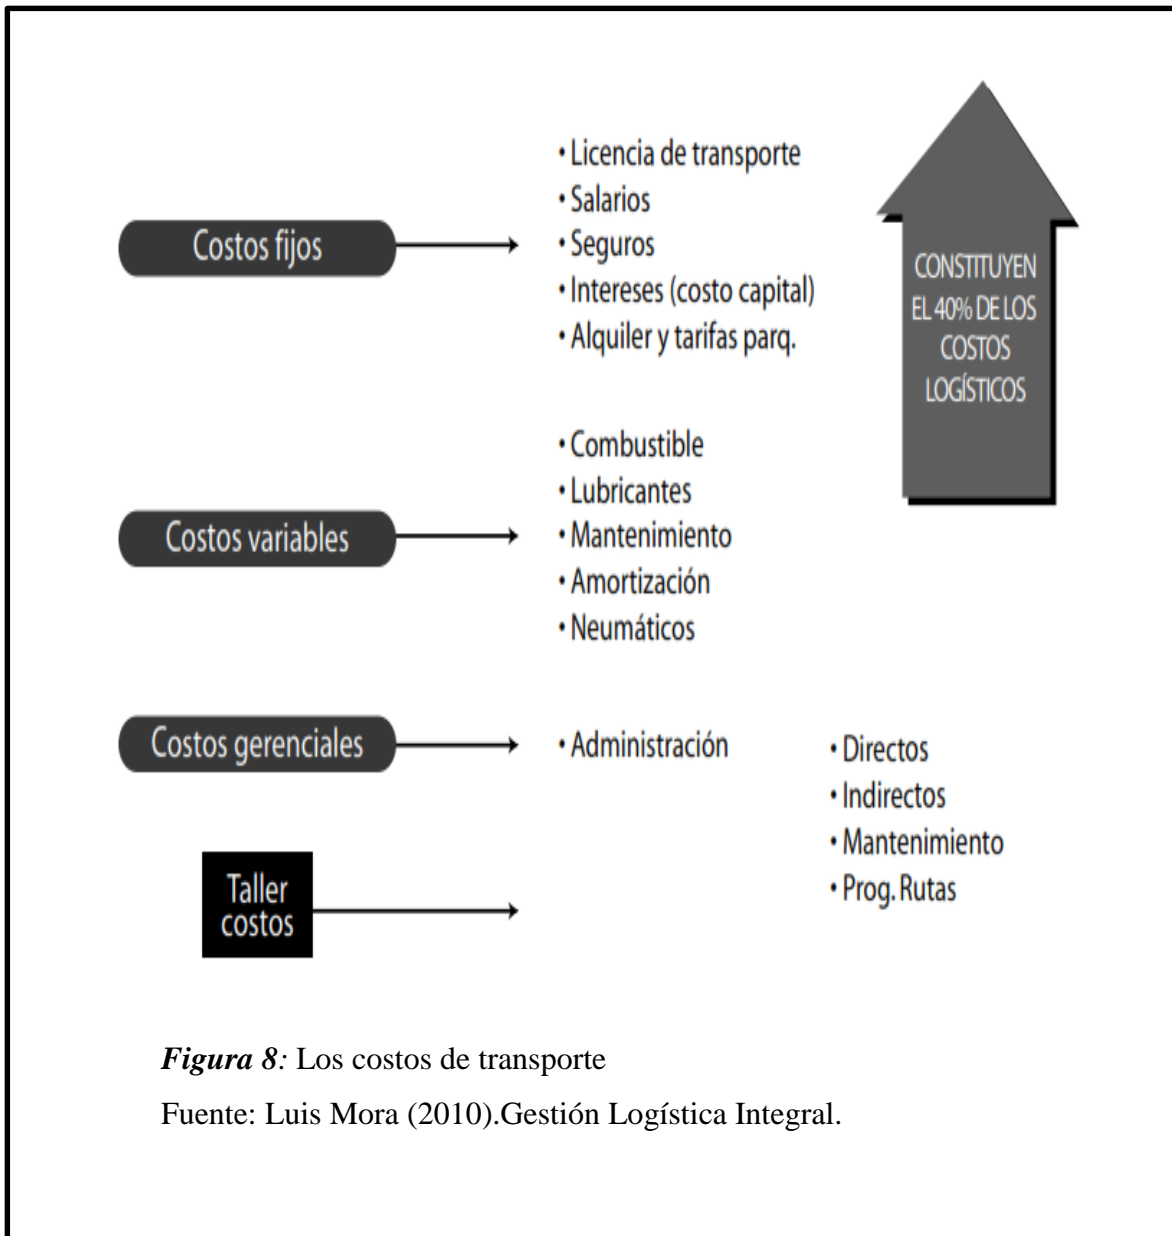 Costos fijos
• Licencia de transporte
• Salarios
• Seguros
• Intereses (costo capital)
• Alquiler y tarifas parq.
CONSTITUYEN
EL 40% DE LOS
COSTOS
LOGÍSTICOS
Costos variables
• Combustible
• Lubricantes
• Mantenimiento
• Amortización
• Neumáticos
Costos gerenciales
• Administración
• Directos
• Indirectos
• Mantenimiento
• Prog. Rutas
Taller
costos
Figura 8: Los costos de transporte
Fuente: Luis Mora (2010).Gestión Logística Integral.